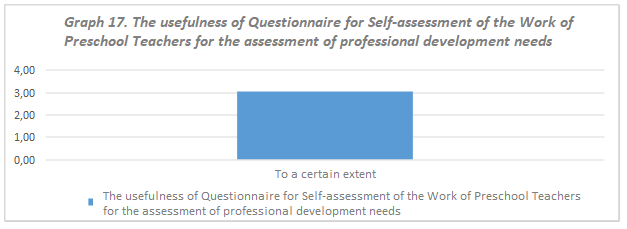 Graph 17. The usefulness of Questionnaire for Self-assessment of the Work of
Preschool Teachers for the assessment of professional development needs
4,00
3,00
2,00
1,00
0,00
To a certain extent
The usefulness of Questionnaire for Self-assessment of the Work of Preschool Teachers
for the assessment of professional development needs